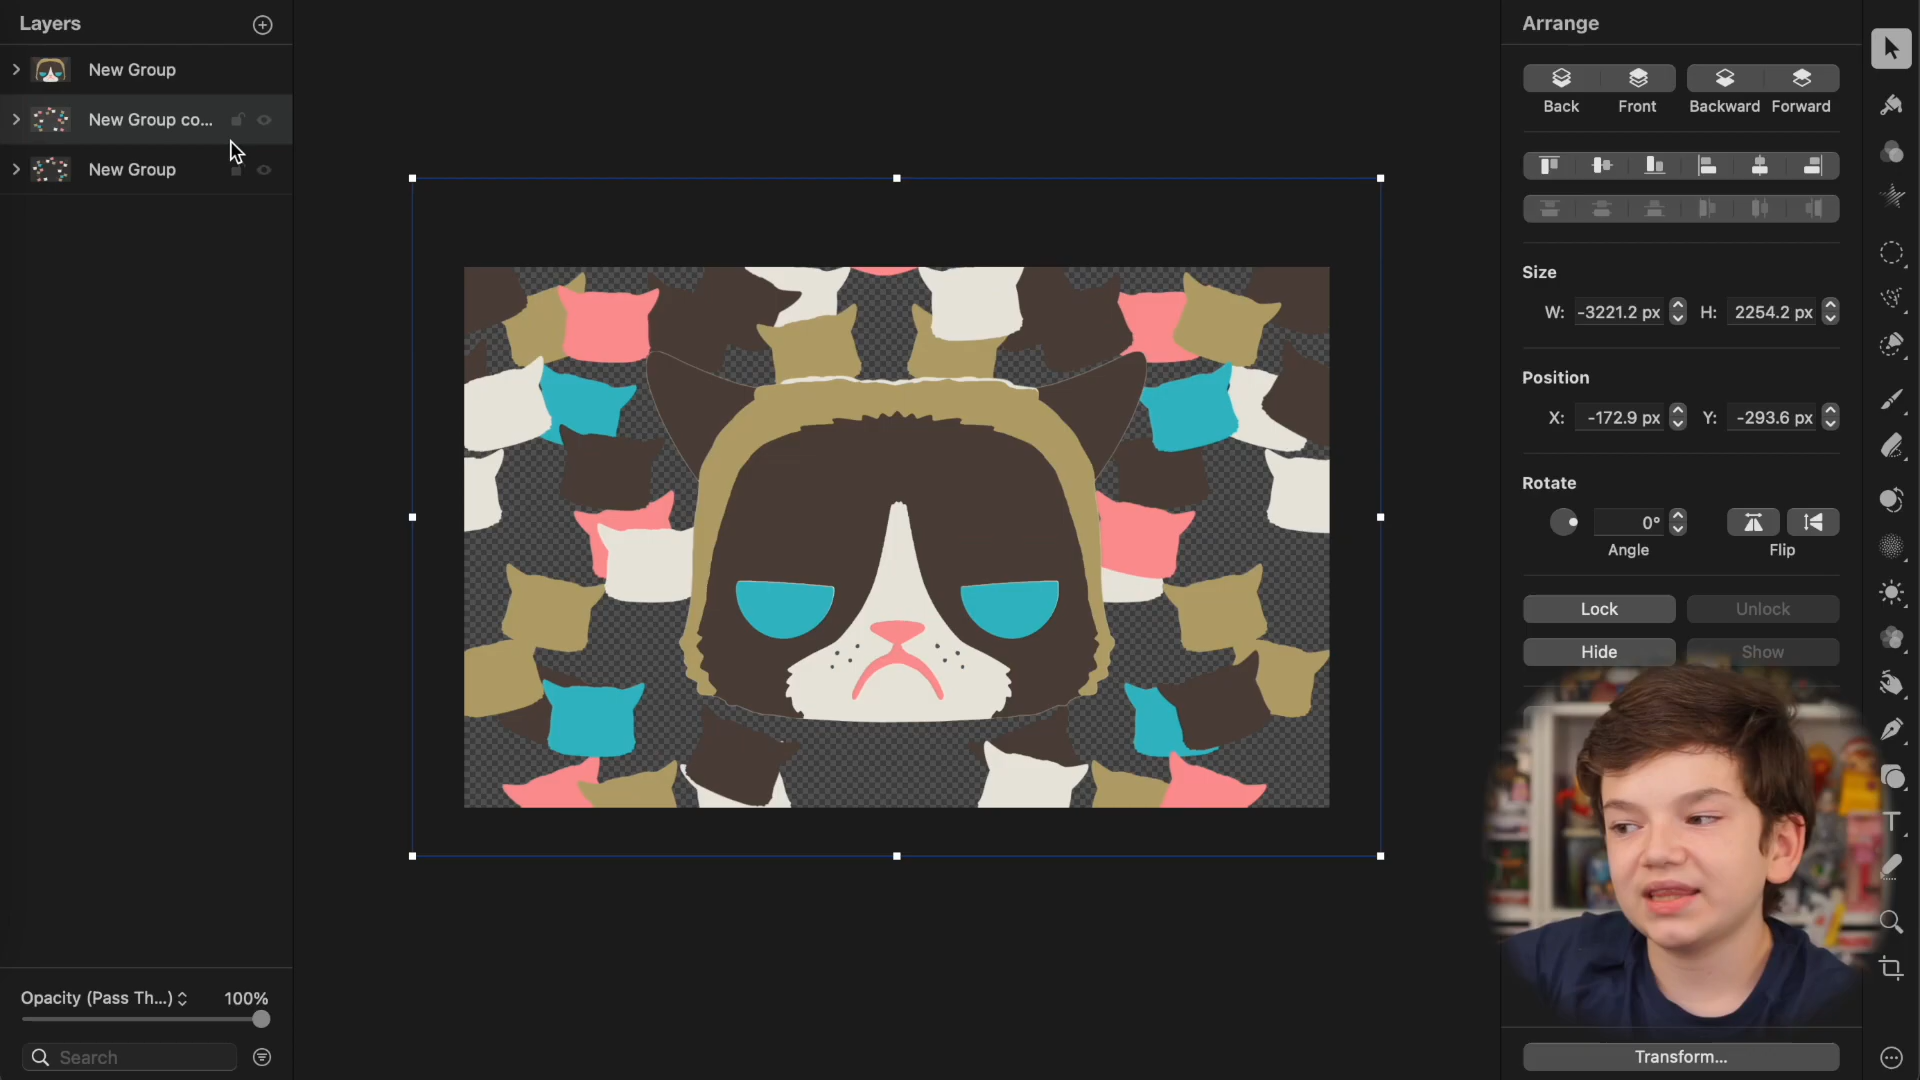 Layers
New Group
New Group co...
New Group
Opacity (Pass Th...) 100%
Search
Arrange
Back Front Backward Forward
Size
W: -3221.2 px H: 2254.2 px
Position
X: -172.9 px Y: -293.6 px
Rotate
0°
Angle Flip
Lock Unlock
Hide Show
Transform...
T